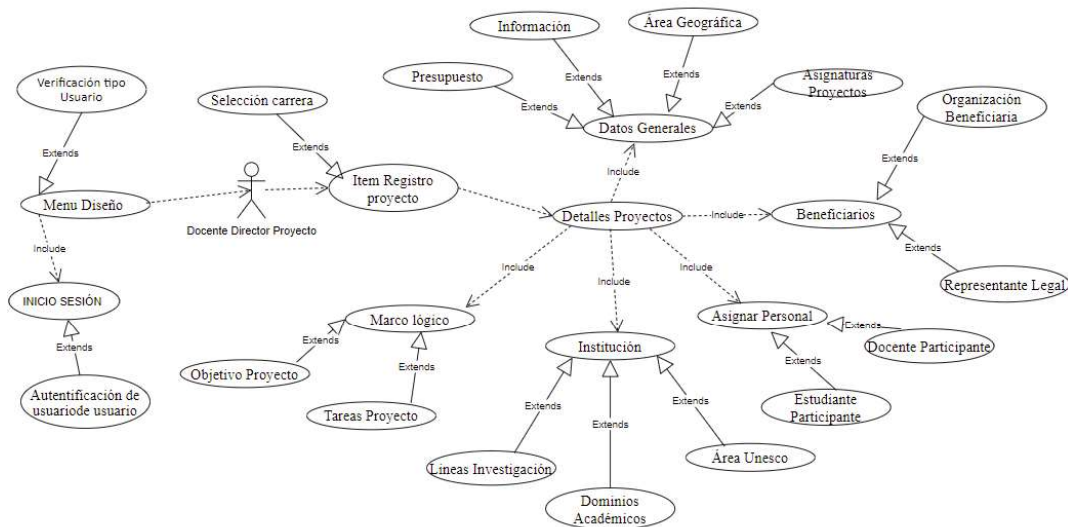 Información
Área Geográfica
Extends
Extends
Verificación tipo
Usuario
Presupuesto
Extends
Extends
Asignaturas
Proyectos
Selección carrera
Datos Generales
Organización
Beneficiaria
Extends
Extends
Extends
Include
Menu Diseño
Item Registro
proyecto
Docente Director Proyecto
Detalles Proyectos
Include
Beneficiarios
Include
Include
Include
Include
Extends
Representante Legal
INICIO SESIÓN
Extends
Marco lógico
Asignar Personal
Extends
Docente Participante
Institución
Extends
Extends
Objetivo Proyecto
Extends
Estudiante
Participante
Autentificación de
usuariode usuario
Tareas Proyecto
Extends
Extends
Extends
Líneas Investigación
Área Unesco
Dominios
Académicos